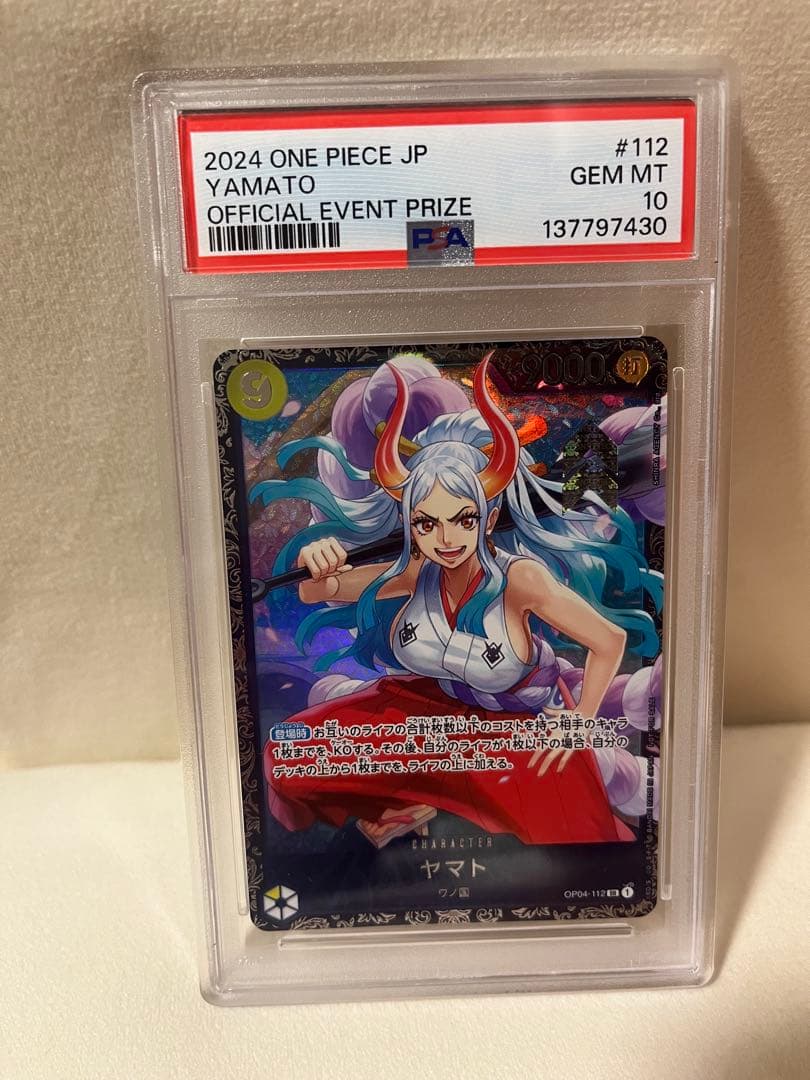 2024 ONE PIECE JP #112
YAMATO GEM MT
OFFICIAL EVENT PRIZE 10
PSA 137797430
9
9000
打
登場時 お互いのライフの合計枚数以下のコストを持つ相手のキャラ
1枚までを、KOする。その後、自分のライフが1枚以下の場合、自分の
デッキの上から1枚までを、ライフの上に加える。
CHARACTER
ヤマト
ワノ国
OP04-112 SR 1